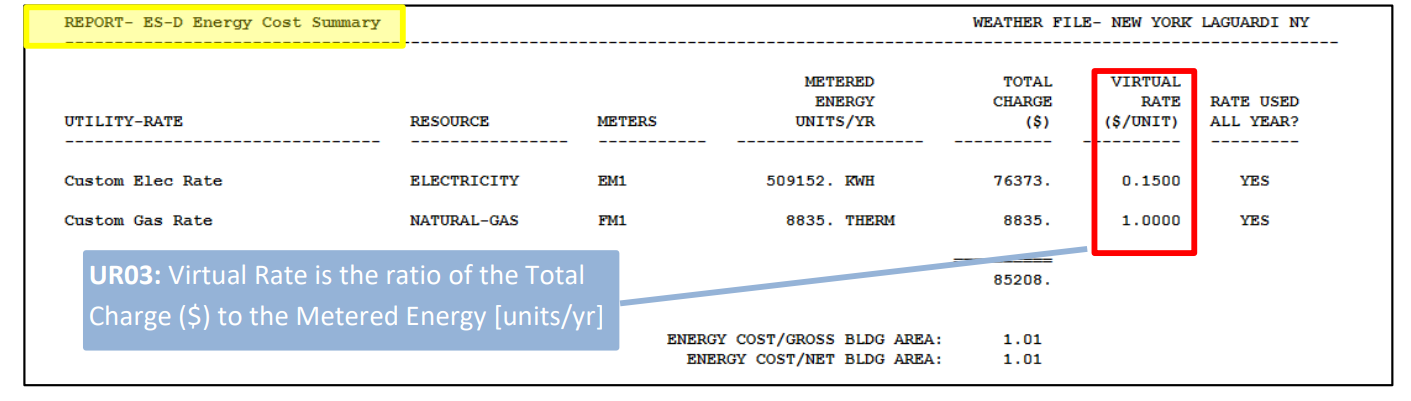 REPORT- ES-D Energy Cost Summary WEATHER FILE- NEW YORK LAGUARDI NY
METERED TOTAL VIRTUAL
ENERGY CHARGE RATE RATE USED
UTILITY-RATE RESOURCE METERS UNITS/YR ($) ($/UNIT) ALL YEAR?
Custom Elec Rate ELECTRICITY EM1 509152. KWH 76373. 0.1500 YES
Custom Gas Rate NATURAL-GAS FM1 8835. THERM 8835. 1.0000 YES
UR03: Virtual Rate is the ratio of the Total
Charge ($) to the Metered Energy [units/yr]
85208.
ENERGY COST/GROSS BLDG AREA: 1.01
ENERGY COST/NET BLDG AREA: 1.01